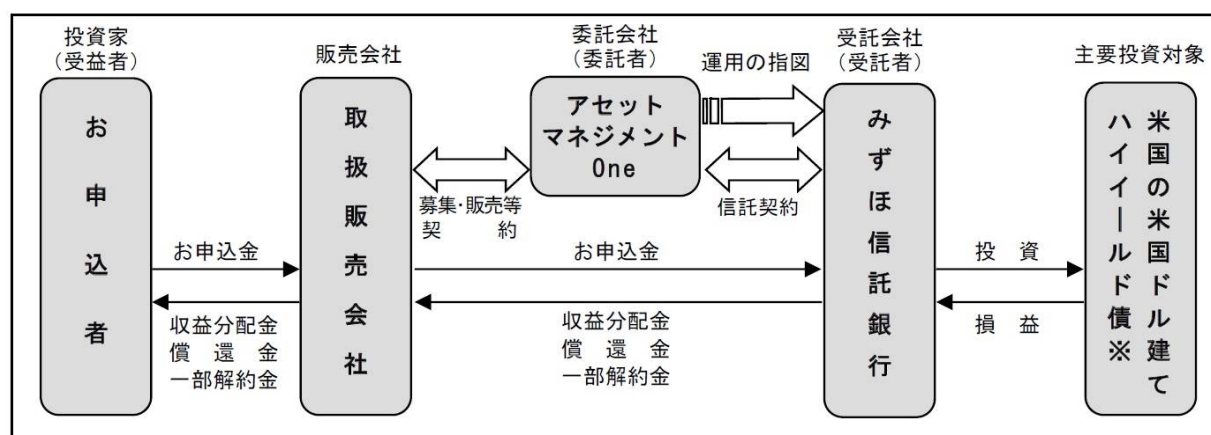 投資家
(受益者)
お申込者
販売会社
取扱販売会社
委託会社
(委託者)
アセット
マネジメント
One
運用の指図
受託会社
(受託者)
みずほ信託銀行
主要投資対象
米国の米国ドル建て
ハイイールド債※
募集・販売等
契約
信託契約
お申込金
収益分配金
償還金
一部解約金
お申込金
収益分配金
償還金
一部解約金
投資
損益